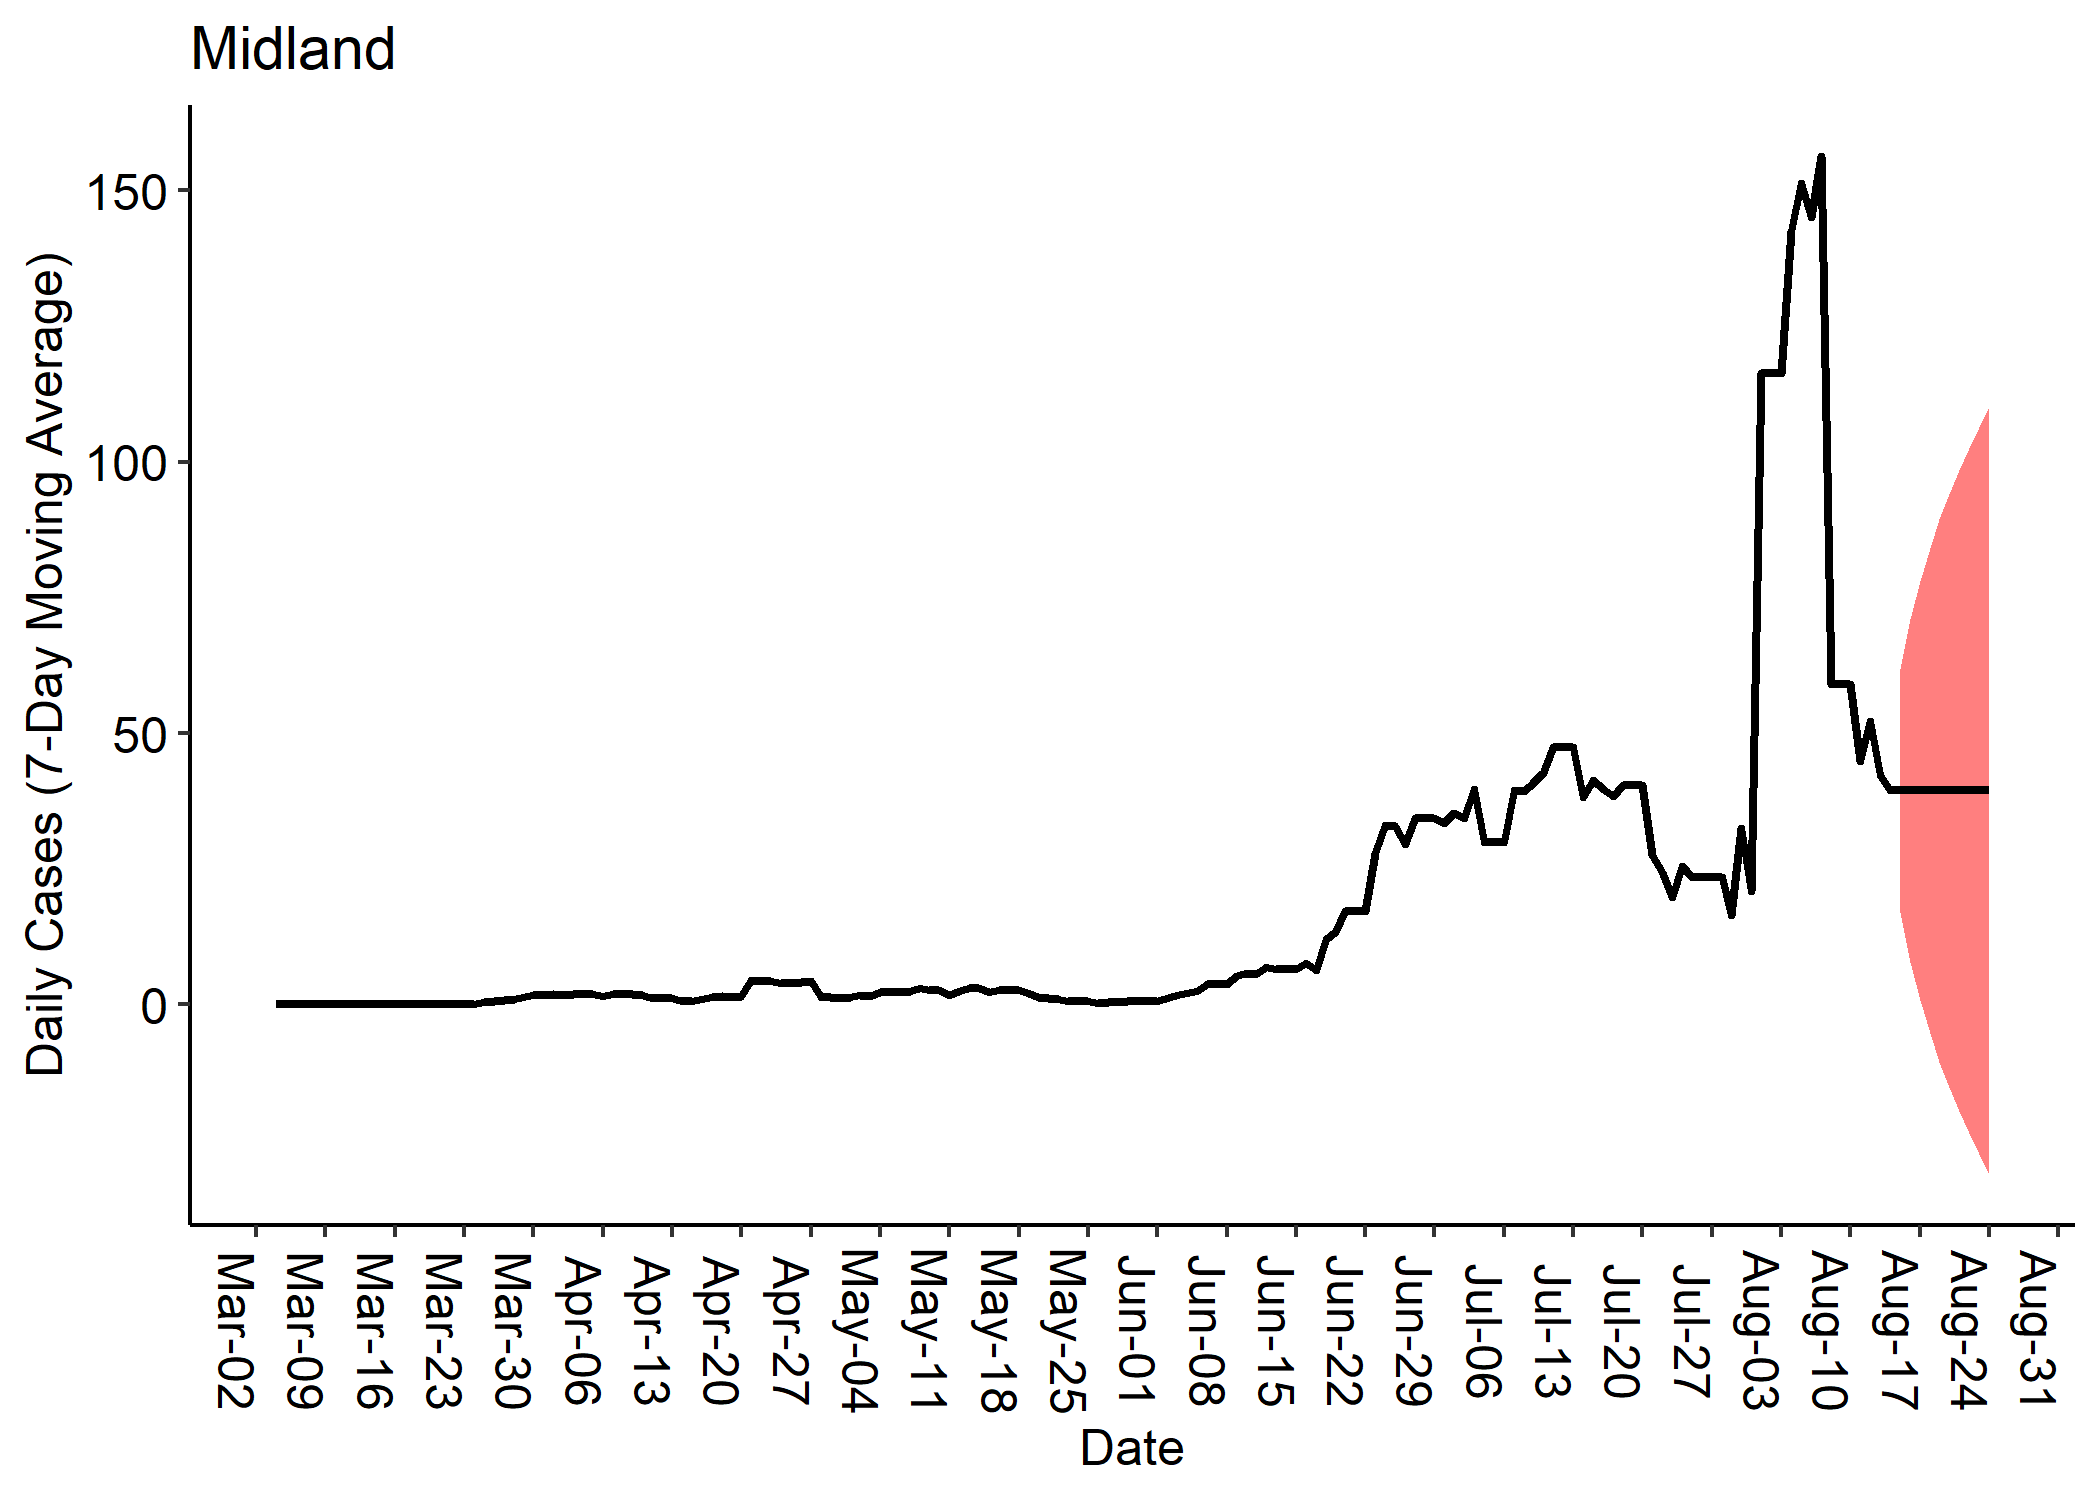 Midland
Daily Cases (7-Day Moving Average)
150
100
50
0
Mar-02
Mar-09
Mar-16
Mar-23
Mar-30
Apr-06
Apr-13
Apr-20
Apr-27
May-04
May-11
May-18
May-25
Jun-01
Jun-08
Jun-15
Jun-22
Jun-29
Jul-06
Jul-13
Jul-20
Jul-27
Aug-03
Aug-10
Aug-17
Aug-24
Aug-31
Date